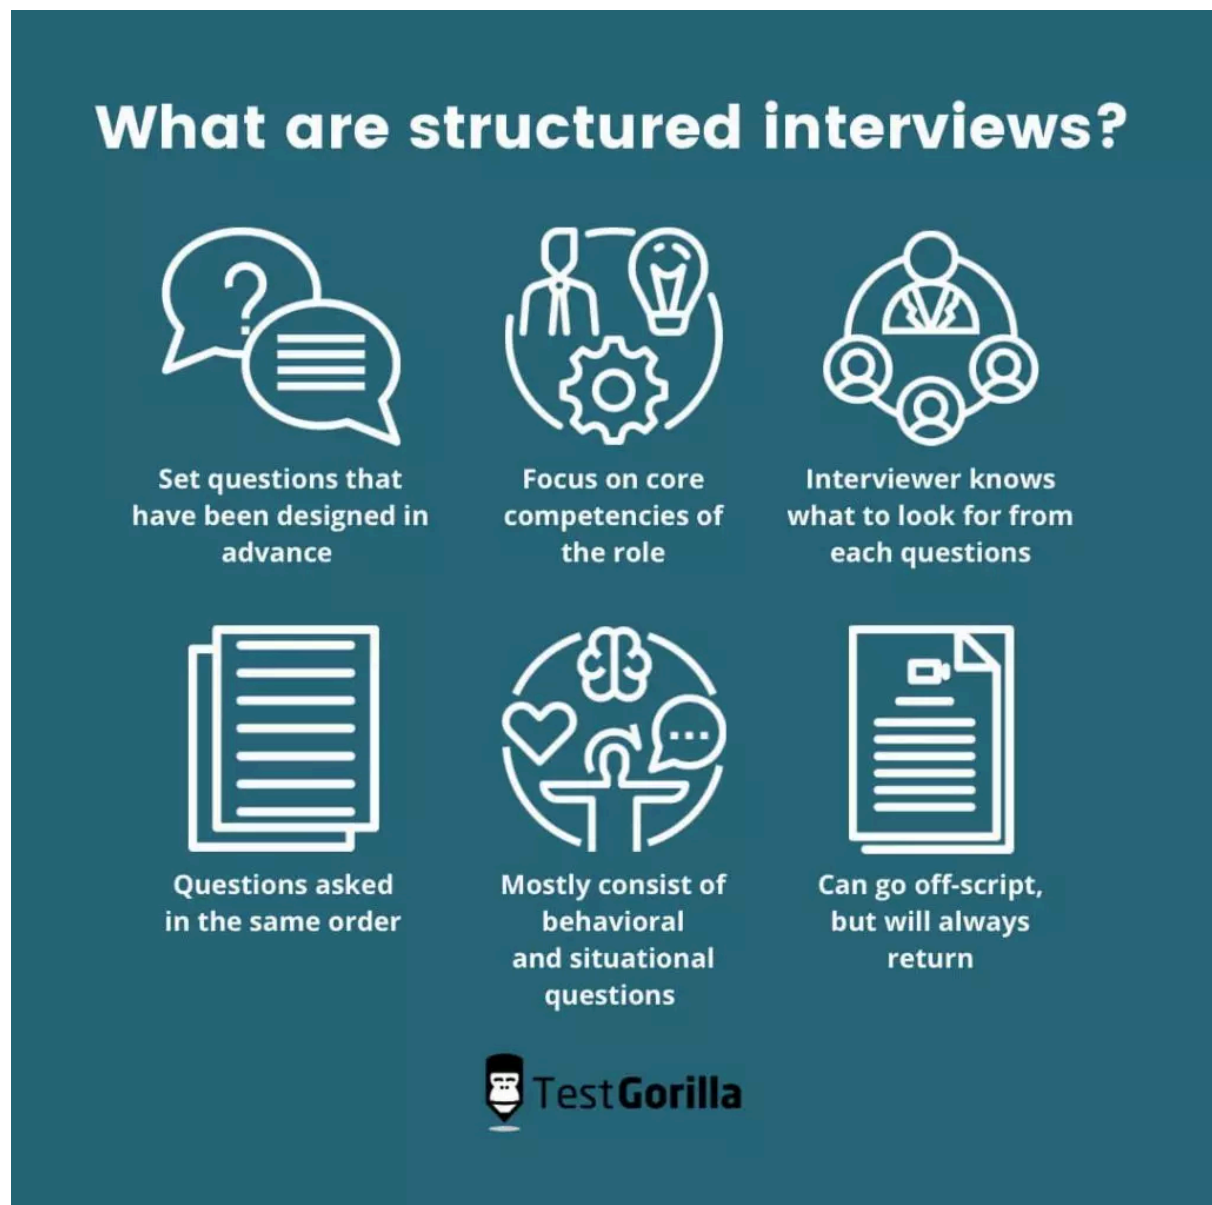 What are structured interviews?
?
Set questions that
have been designed in
advance
Focus on core
competencies of
the role
Interviewer knows
what to look for from
each questions
Questions asked
in the same order
Mostly consist of
behavioral
and situational
questions
Can go off-script,
but will always
return
TestGorilla